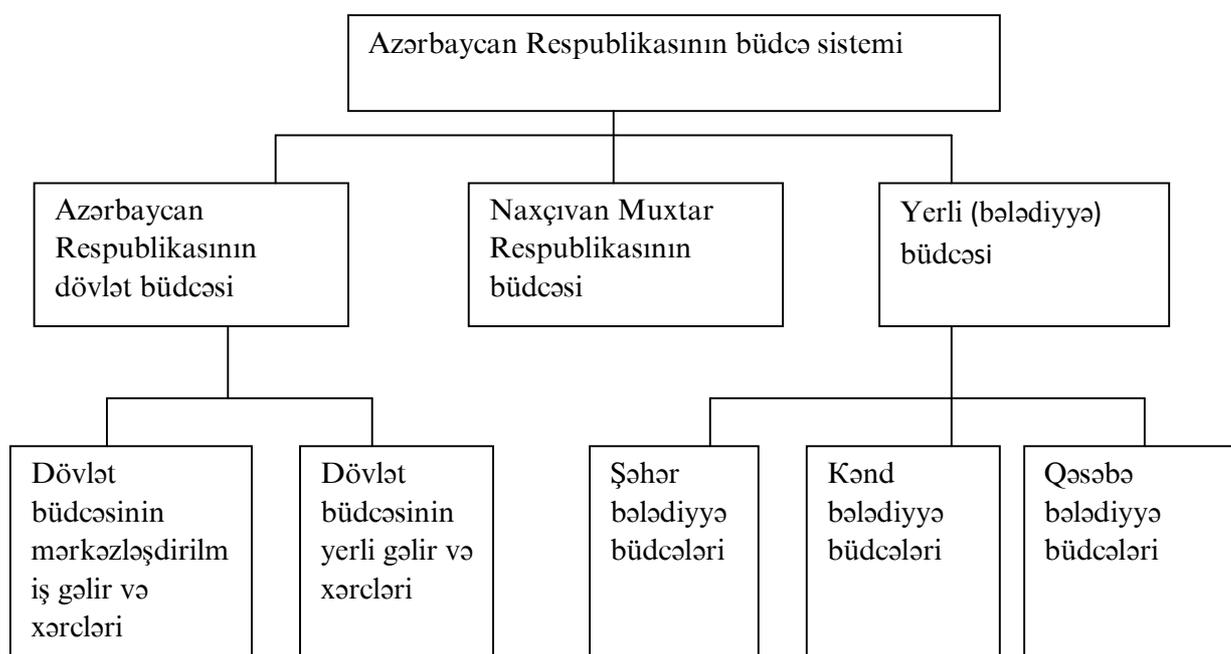 Azərbaycan Respublikasının büdcə sistemi
Azərbaycan
Respublikasının
dövlət büdcəsi
Naxçıvan Muxtar
Respublikasının
büdcəsi
Yerli (bələdiyyə)
büdcəsi
Dövlət
büdcəsinin
mərkəzləşdirilm
iş gəlir və
xərcləri
Dövlət
büdcəsinin
yerli gəlir və
xərcləri
Şəhər
bələdiyyə
büdcələri
Kənd
bələdiyyə
büdcələri
Qəsəbə
bələdiyyə
büdcələri